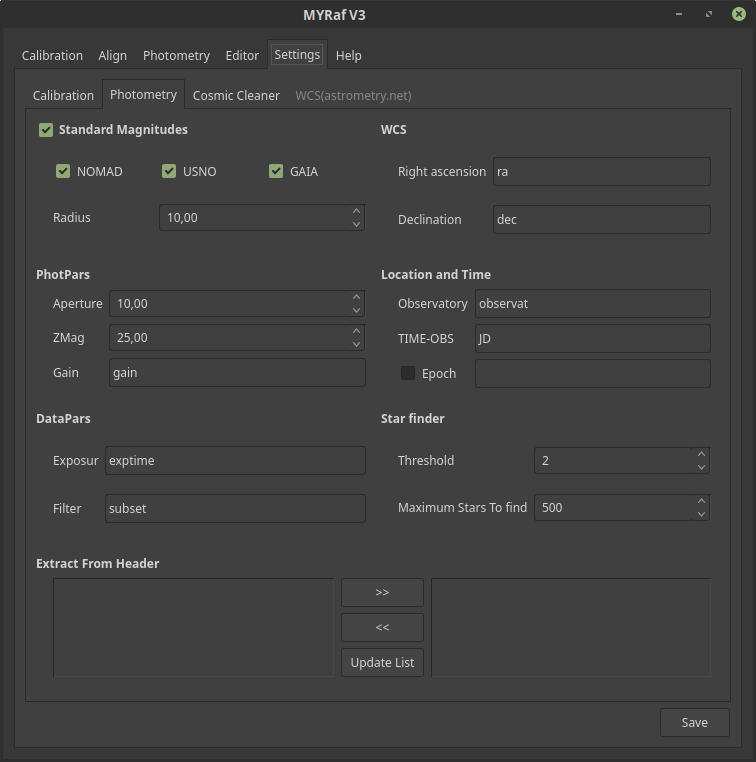 MYRaf V3
Calibration Align Photometry Editor Settings Help
Calibration Photometry Cosmic Cleaner WCS(astrometry.net)
Standard Magnitudes
NOMAD USNO GAIA
Radius 10,00
WCS
Right ascension ra
Declination dec
PhotPars
Aperture 10,00
ZMag 25,00
Gain gain
Location and Time
Observatory observat
TIME-OBS JD
Epoch
DataPars
Exposur exptime
Filter subset
Star finder
Threshold 2
Maximum Stars To find 500
Extract From Header
>>
<<
Update List
Save